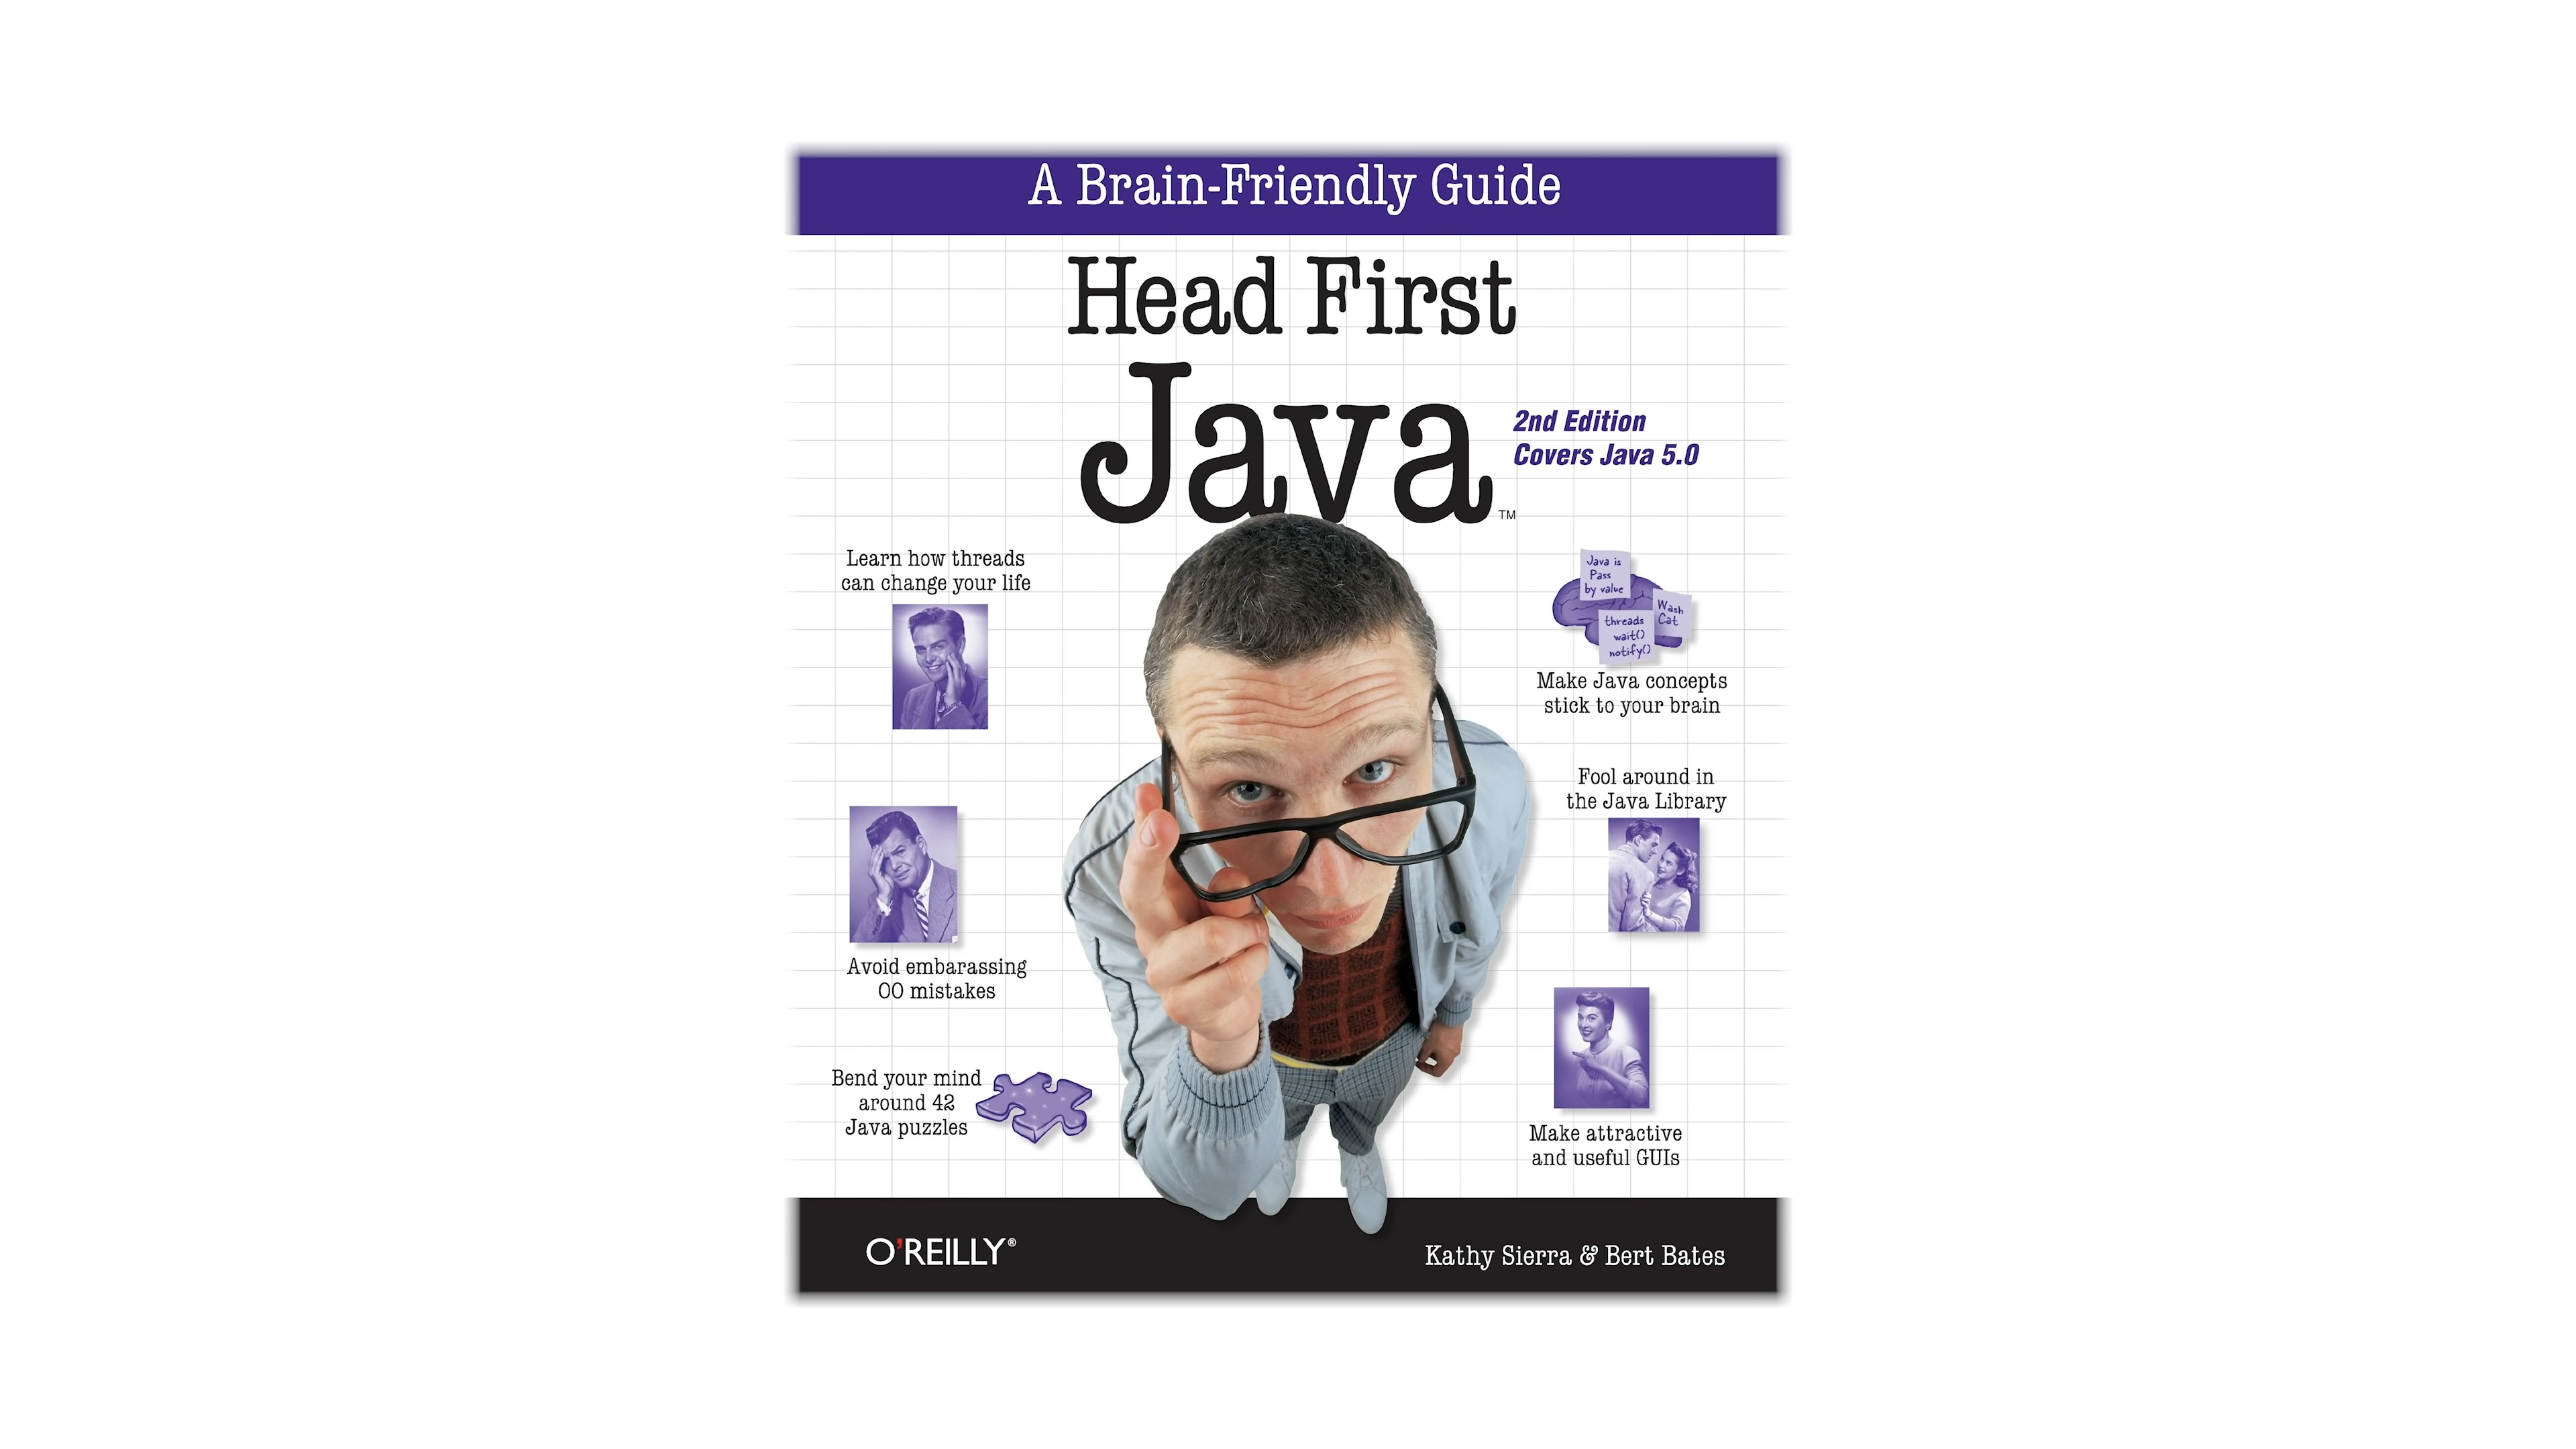 A Brain-Friendly Guide
Head First
Java™
2nd Edition
Covers Java 5.0
Learn how threads
can change your life
Java is
Pass
by value
Wash
Cat
threads
wait()
notify()
Make Java concepts
stick to your brain
Fool around in
the Java Library
Avoid embarassing
OO mistakes
Bend your mind
around 42
Java puzzles
Make attractive
and useful GUIs
O'REILLY®
Kathy Sierra & Bert Bates